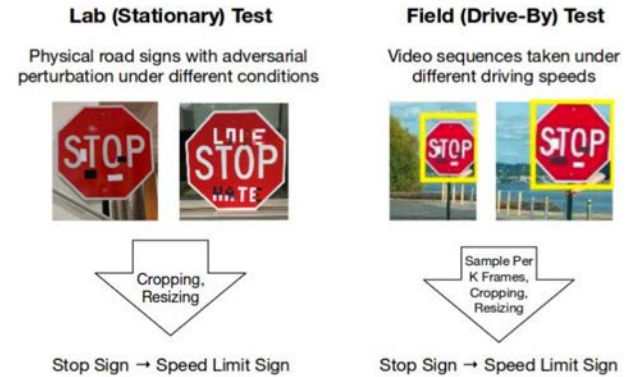 Lab (Stationary) Test
Physical road signs with adversarial
perturbation under different conditions
STOP
LOVE
STOP
HATE
Cropping,
Resizing
Stop Sign → Speed Limit Sign
Field (Drive-By) Test
Video sequences taken under
different driving speeds
STOP
STOP
Sample Per
K Frames,
Cropping,
Resizing
Stop Sign → Speed Limit Sign